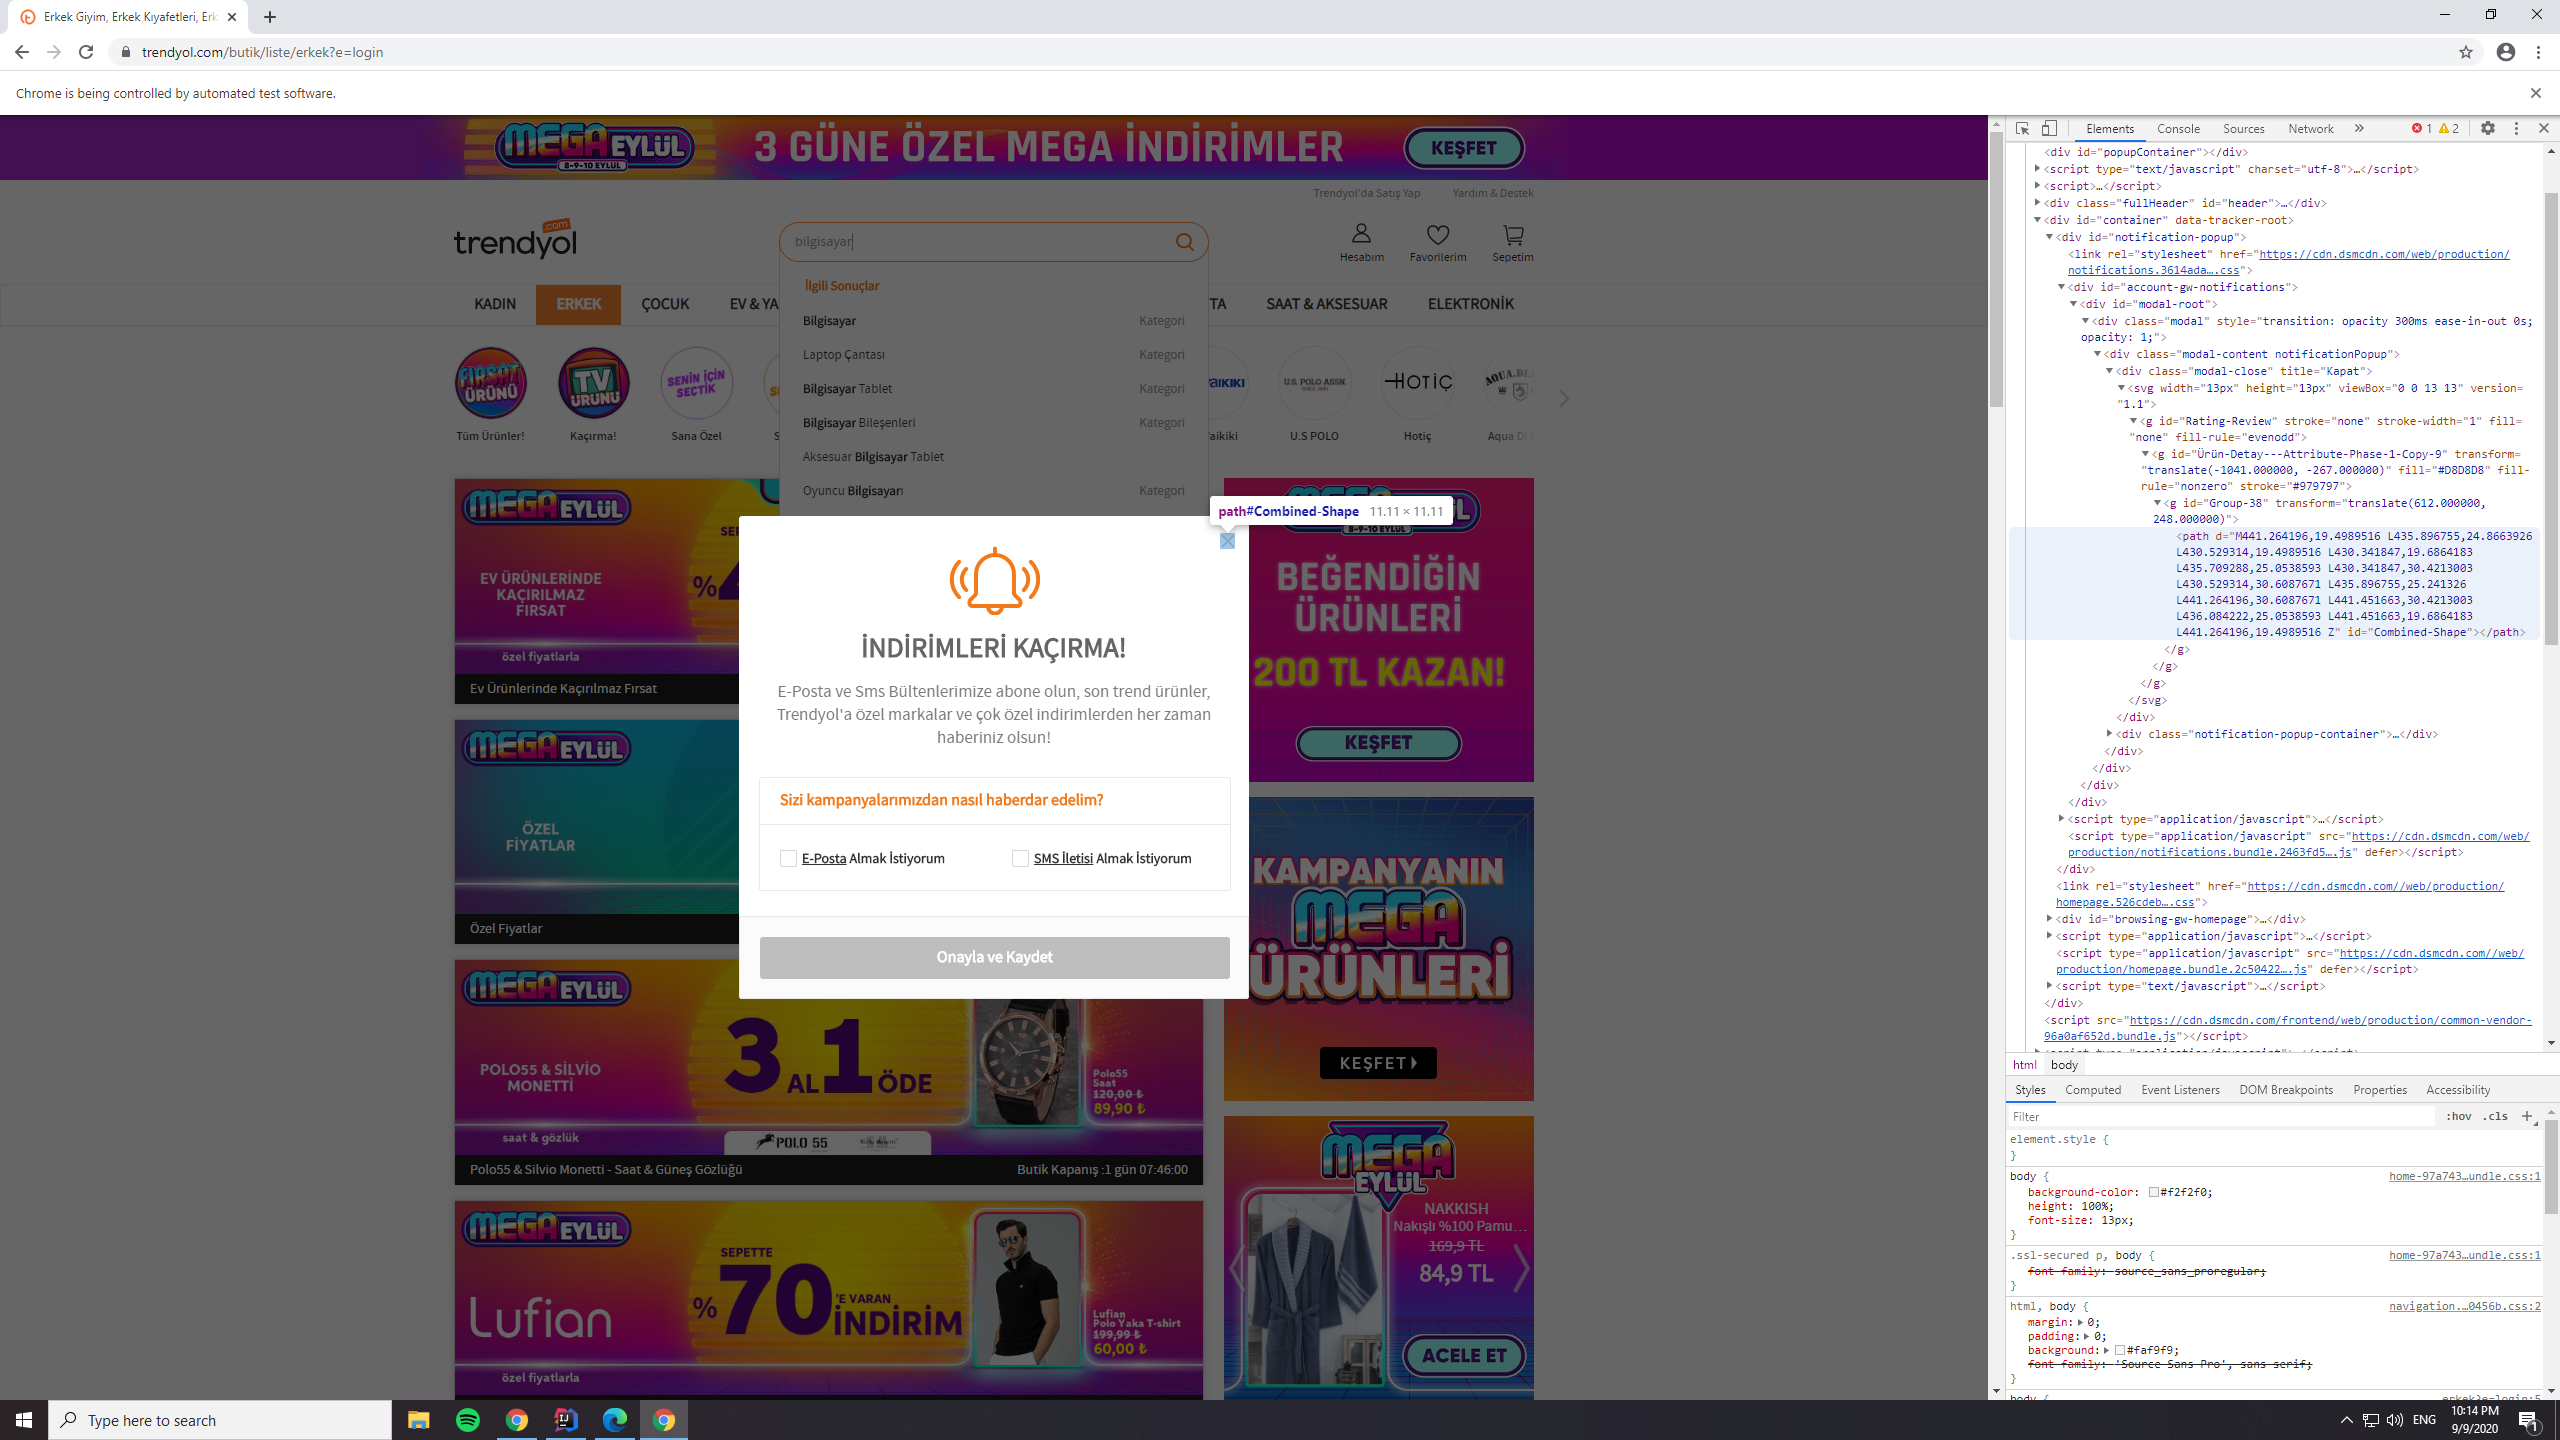 Erkek Giyim, Erkek Kıyafetleri, Erk
trendyol.com/butik/liste/erkek?e=login
Chrome is being controlled by automated test software.
MEGA EYLÜL
8-9-10 EYLÜL
3 GÜNE ÖZEL MEGA İNDİRİMLER
KEŞFET
Trendyol'da Satış Yap
Yardım & Destek
trendyol
.com
bilgisayar
Hesabım
Favorilerim
Sepetim
KADIN
ERKEK
ÇOCUK
EV & YA
TA
SAAT & AKSESUAR
ELEKTRONİK
İlgili Sonuçlar
Bilgisayar Kategori
Laptop Çantası Kategori
Bilgisayar Tablet Kategori
Bilgisayar Bileşenleri Kategori
Aksesuar Bilgisayar Tablet
Oyuncu Bilgisayarı Kategori
FIRSAT ÜRÜNÜ
TV ÜRÜNÜ
SENİN İÇİN SEÇTİK
U.S. POLO ASSN.
HOTİÇ
Tüm Ürünler!
Kaçırma!
Sana Özel
U.S POLO
Hotiç
path#Combined-Shape 11.11 × 11.11
MEGA EYLÜL
EV ÜRÜNLERİNDE
KAÇIRILMAZ
FIRSAT
özel fiyatlarla
Ev Ürünlerinde Kaçırılmaz Fırsat
MEGA EYLÜL
ÖZEL
FİYATLAR
Özel Fiyatlar
İNDİRİMLERİ KAÇIRMA!
E-Posta ve Sms Bültenlerimize abone olun, son trend ürünler,
Trendyol'a özel markalar ve çok özel indirimlerden her zaman
haberiniz olsun!
Sizi kampanyalarımızdan nasıl haberdar edelim?
E-Posta Almak İstiyorum
SMS İletisi Almak İstiyorum
Onayla ve Kaydet
8-9-10 EYLÜL
BEĞENDİĞİN
ÜRÜNLERİ
200 TL KAZAN!
KEŞFET
KAMPANYANIN
MEGA
ÜRÜNLERİ
KEŞFET
MEGA EYLÜL
POLO55 & SİLVİO
MONETTİ
saat & gözlük
3 AL 1 ÖDE
POLO 55
Polo55
Saat
120,00 ₺
89,90 ₺
Polo55 & Silvio Monetti - Saat & Güneş Gözlüğü
Butik Kapanış :1 gün 07:46:00
MEGA EYLÜL
Lufian
özel fiyatlarla
SEPETTE
%70'E VARAN
İNDİRİM
Lufian
Polo Yaka T-shirt
199,99 ₺
60,00 ₺
MEGA
EYLÜL
NAKKISH
Nakışlı %100 Pamu…
169,9 TL
84,9 TL
ACELE ET
Elements
Console
Sources
Network
1
2
<div id="popupContainer"></div>
<script type="text/javascript" charset="utf-8">…</script>
<script>…</script>
<div class="fullHeader" id="header">…</div>
<div id="container" data-tracker-root>
<div id="notification-popup">
<link rel="stylesheet" href="https://cdn.dsmcdn.com/web/production/
notifications.3614ada….css">
<div id="account-gw-notifications">
<div id="modal-root">
<div class="modal" style="transition: opacity 300ms ease-in-out 0s;
opacity: 1;">
<div class="modal-content notificationPopup">
<div class="modal-close" title="Kapat">
<svg width="13px" height="13px" viewBox="0 0 13 13" version=
"1.1">
<g id="Rating-Review" stroke="none" stroke-width="1" fill=
"none" fill-rule="evenodd">
<g id="Ürün-Detay---Attribute-Phase-1-Copy-9" transform=
"translate(-1041.000000, -267.000000)" fill="#D8D8D8" fill-
rule="nonzero" stroke="#979797">
<g id="Group-38" transform="translate(612.000000,
248.000000)">
<path d="M441.264196,19.4989516 L435.896755,24.8663926
L430.529314,19.4989516 L430.341847,19.6864183
L435.709288,25.0538593 L430.341847,30.4213003
L430.529314,30.6087671 L435.896755,25.241326
L441.264196,30.6087671 L441.451663,30.4213003
L436.084222,25.0538593 L441.451663,19.6864183
L441.264196,19.4989516 Z" id="Combined-Shape"></path>
</g>
</g>
</g>
</svg>
</div>
<div class="notification-popup-container">…</div>
</div>
</div>
</div>
</div>
<script type="application/javascript">…</script>
<script type="application/javascript" src="https://cdn.dsmcdn.com/web/
production/notifications.bundle.2463fd5….js" defer></script>
</div>
<link rel="stylesheet" href="https://cdn.dsmcdn.com//web/production/
homepage.526cdeb….css">
<div id="browsing-gw-homepage">…</div>
<script type="application/javascript">…</script>
<script type="application/javascript" src="https://cdn.dsmcdn.com//web/
production/homepage.bundle.2c50422….js" defer></script>
<script type="text/javascript">…</script>
</div>
<script src="https://cdn.dsmcdn.com/frontend/web/production/common-vendor-
96a0af652d.bundle.js"></script>
html
body
Styles
Computed
Event Listeners
DOM Breakpoints
Properties
Accessibility
Filter
:hov
.cls
element.style {
}
body { home-97a743…undle.css:1
background-color: #f2f2f0;
height: 100%;
font-size: 13px;
}
.ssl-secured p, body { home-97a743…undle.css:1
font-family: source_sans_proregular;
}
html, body { navigation.…0456b.css:2
margin: 0;
padding: 0;
background: #faf9f9;
font-family: 'Source Sans Pro', sans-serif;
}
body { erkek?e=login:5
Type here to search
ENG
10:14 PM
9/9/2020
1